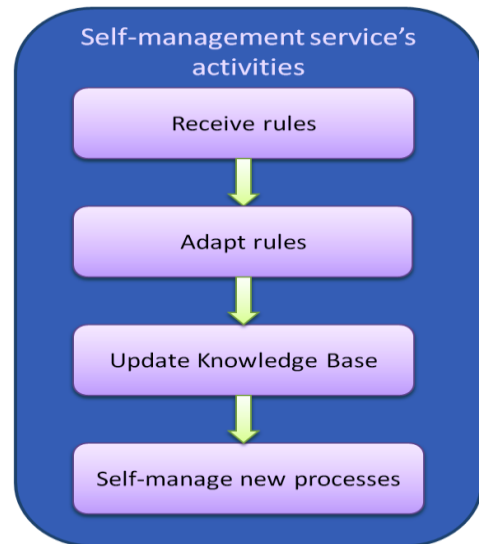 Self-management service's
activities
Receive rules
Adapt rules
Update Knowledge Base
Self-manage new processes